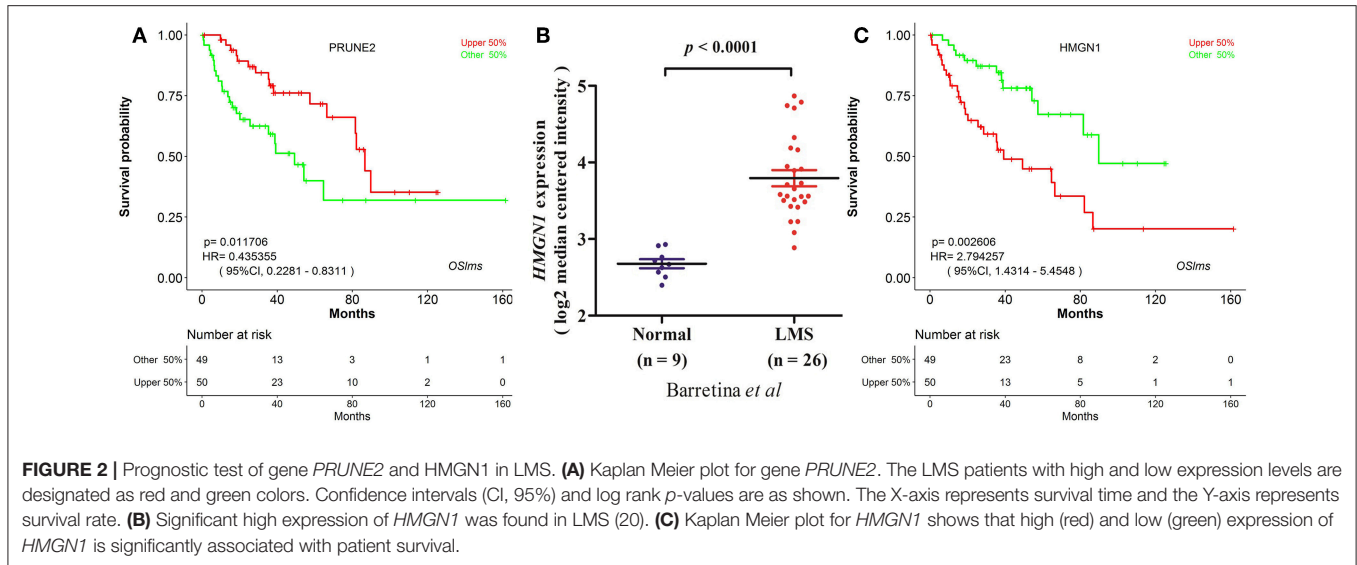 A
PRUNE2
Upper 50%
Other 50%
1.00
0.75
0.50
0.25
0.00
Survival probability
p= 0.011706
HR= 0.435355
( 95%CI, 0.2281 - 0.8311 )
OSlms
0 40 80 120 160
Months
Number at risk
Other 50% 49 13 3 1 1
Upper 50% 50 23 10 2 0
0 40 80 120 160
Months
B
p < 0.0001
HMGN1 expression
( log2 median centered intensity)
5
4
3
2
Normal LMS
(n = 9) (n = 26)
Barretina et al
C
HMGN1
Upper 50%
Other 50%
1.00
0.75
0.50
0.25
0.00
Survival probability
p= 0.002606
HR= 2.794257
( 95%CI, 1.4314 - 5.4548 )
OSlms
0 40 80 120 160
Months
Number at risk
Other 50% 49 23 8 2 0
Upper 50% 50 13 5 1 1
0 40 80 120 160
Months
FIGURE 2 | Prognostic test of gene PRUNE2 and HMGN1 in LMS. (A) Kaplan Meier plot for gene PRUNE2. The LMS patients with high and low expression levels are
designated as red and green colors. Confidence intervals (CI, 95%) and log rank p-values are as shown. The X-axis represents survival time and the Y-axis represents
survival rate. (B) Significant high expression of HMGN1 was found in LMS (20). (C) Kaplan Meier plot for HMGN1 shows that high (red) and low (green) expression of
HMGN1 is significantly associated with patient survival.